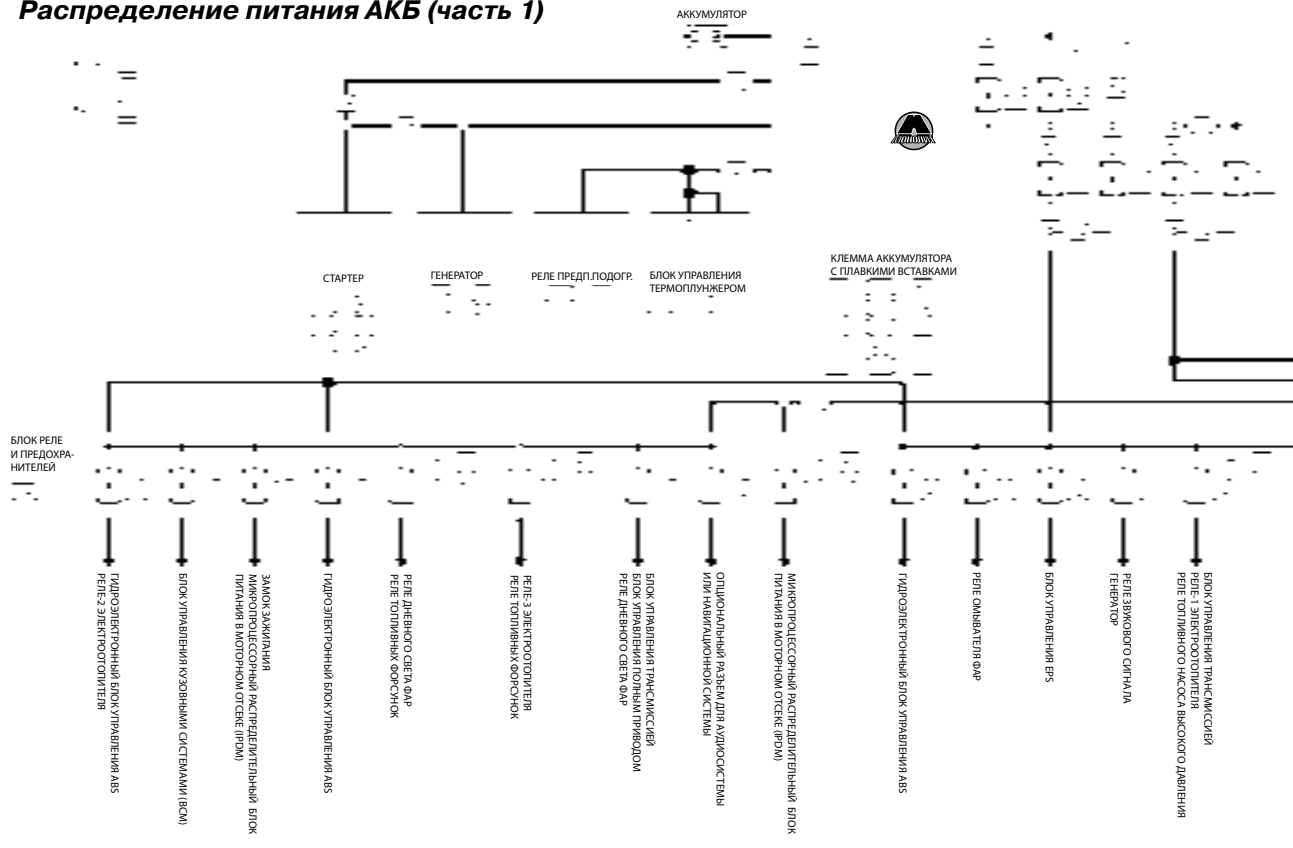 Распределение питания АКБ (часть 1)
АККУМУЛЯТОР
СТАРТЕР
ГЕНЕРАТОР
РЕЛЕ ПРЕДП.ПОДОГР.
БЛОК УПРАВЛЕНИЯ
ТЕРМОПЛУНЖЕРОМ
КЛЕММА АККУМУЛЯТОРА
С ПЛАВКИМИ ВСТАВКАМИ
БЛОК РЕЛЕ
И ПРЕДОХРА-
НИТЕЛЕЙ
ГИДРОЭЛЕКТРОННЫЙ БЛОК УПРАВЛЕНИЯ ABS
РЕЛЕ-2 ЭЛЕКТРООТОПИТЕЛЯ
БЛОК УПРАВЛЕНИЯ КУЗОВНЫМИ СИСТЕМАМИ (BCM)
ЗАМОК ЗАЖИГАНИЯ
МИКРОПРОЦЕССОРНЫЙ РАСПРЕДЕЛИТЕЛЬНЫЙ БЛОК
ПИТАНИЯ В МОТОРНОМ ОТСЕКЕ (IPDM)
ГИДРОЭЛЕКТРОННЫЙ БЛОК УПРАВЛЕНИЯ ABS
РЕЛЕ ДНЕВНОГО СВЕТА ФАР
РЕЛЕ ТОПЛИВНЫХ ФОРСУНОК
РЕЛЕ-3 ЭЛЕКТРООТОПИТЕЛЯ
РЕЛЕ ТОПЛИВНЫХ ФОРСУНОК
БЛОК УПРАВЛЕНИЯ ТРАНСМИССИЕЙ
БЛОК УПРАВЛЕНИЯ ПОЛНЫМ ПРИВОДОМ
РЕЛЕ ДНЕВНОГО СВЕТА ФАР
ОПЦИОНАЛЬНЫЙ РАЗЪЕМ ДЛЯ АУДИОСИСТЕМЫ
ИЛИ НАВИГАЦИОННОЙ СИСТЕМЫ
МИКРОПРОЦЕССОРНЫЙ РАСПРЕДЕЛИТЕЛЬНЫЙ БЛОК
ПИТАНИЯ В МОТОРНОМ ОТСЕКЕ (IPDM)
ГИДРОЭЛЕКТРОННЫЙ БЛОК УПРАВЛЕНИЯ ABS
РЕЛЕ ОМЫВАТЕЛЯ ФАР
БЛОК УПРАВЛЕНИЯ EPS
РЕЛЕ ЗВУКОВОГО СИГНАЛА
ГЕНЕРАТОР
БЛОК УПРАВЛЕНИЯ ТРАНСМИССИЕЙ
РЕЛЕ-1 ЭЛЕКТРООТОПИТЕЛЯ
РЕЛЕ ТОПЛИВНОГО НАСОСА ВЫСОКОГО ДАВЛЕНИЯ